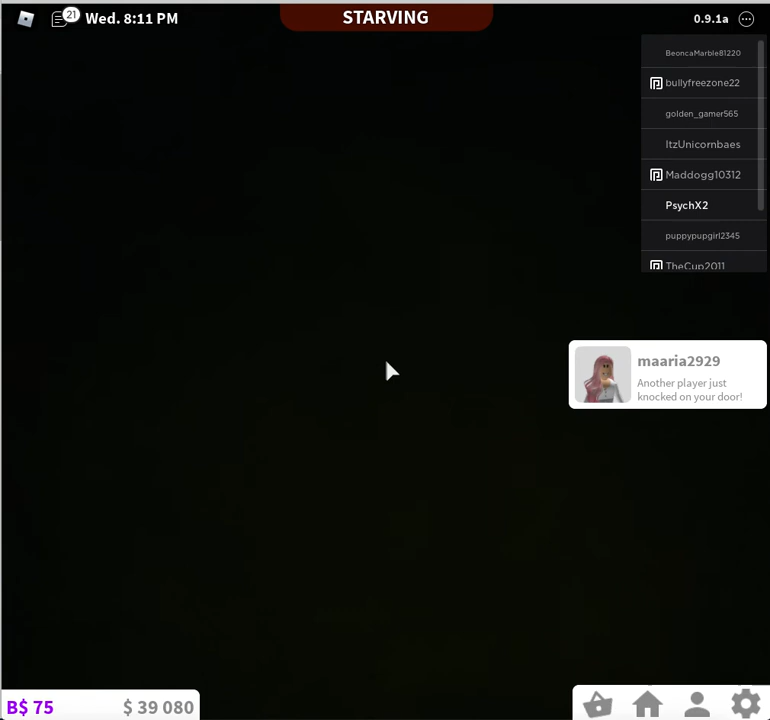 21
Wed. 8:11 PM
STARVING
0.9.1a
BeoncaMarble81220
bullyfreezone22
golden_gamer565
ItzUnicornbaes
Maddogg10312
PsychX2
puppypupgirl2345
TheCup2011
maaria2929
Another player just
knocked on your door!
B$ 75
$ 39 080